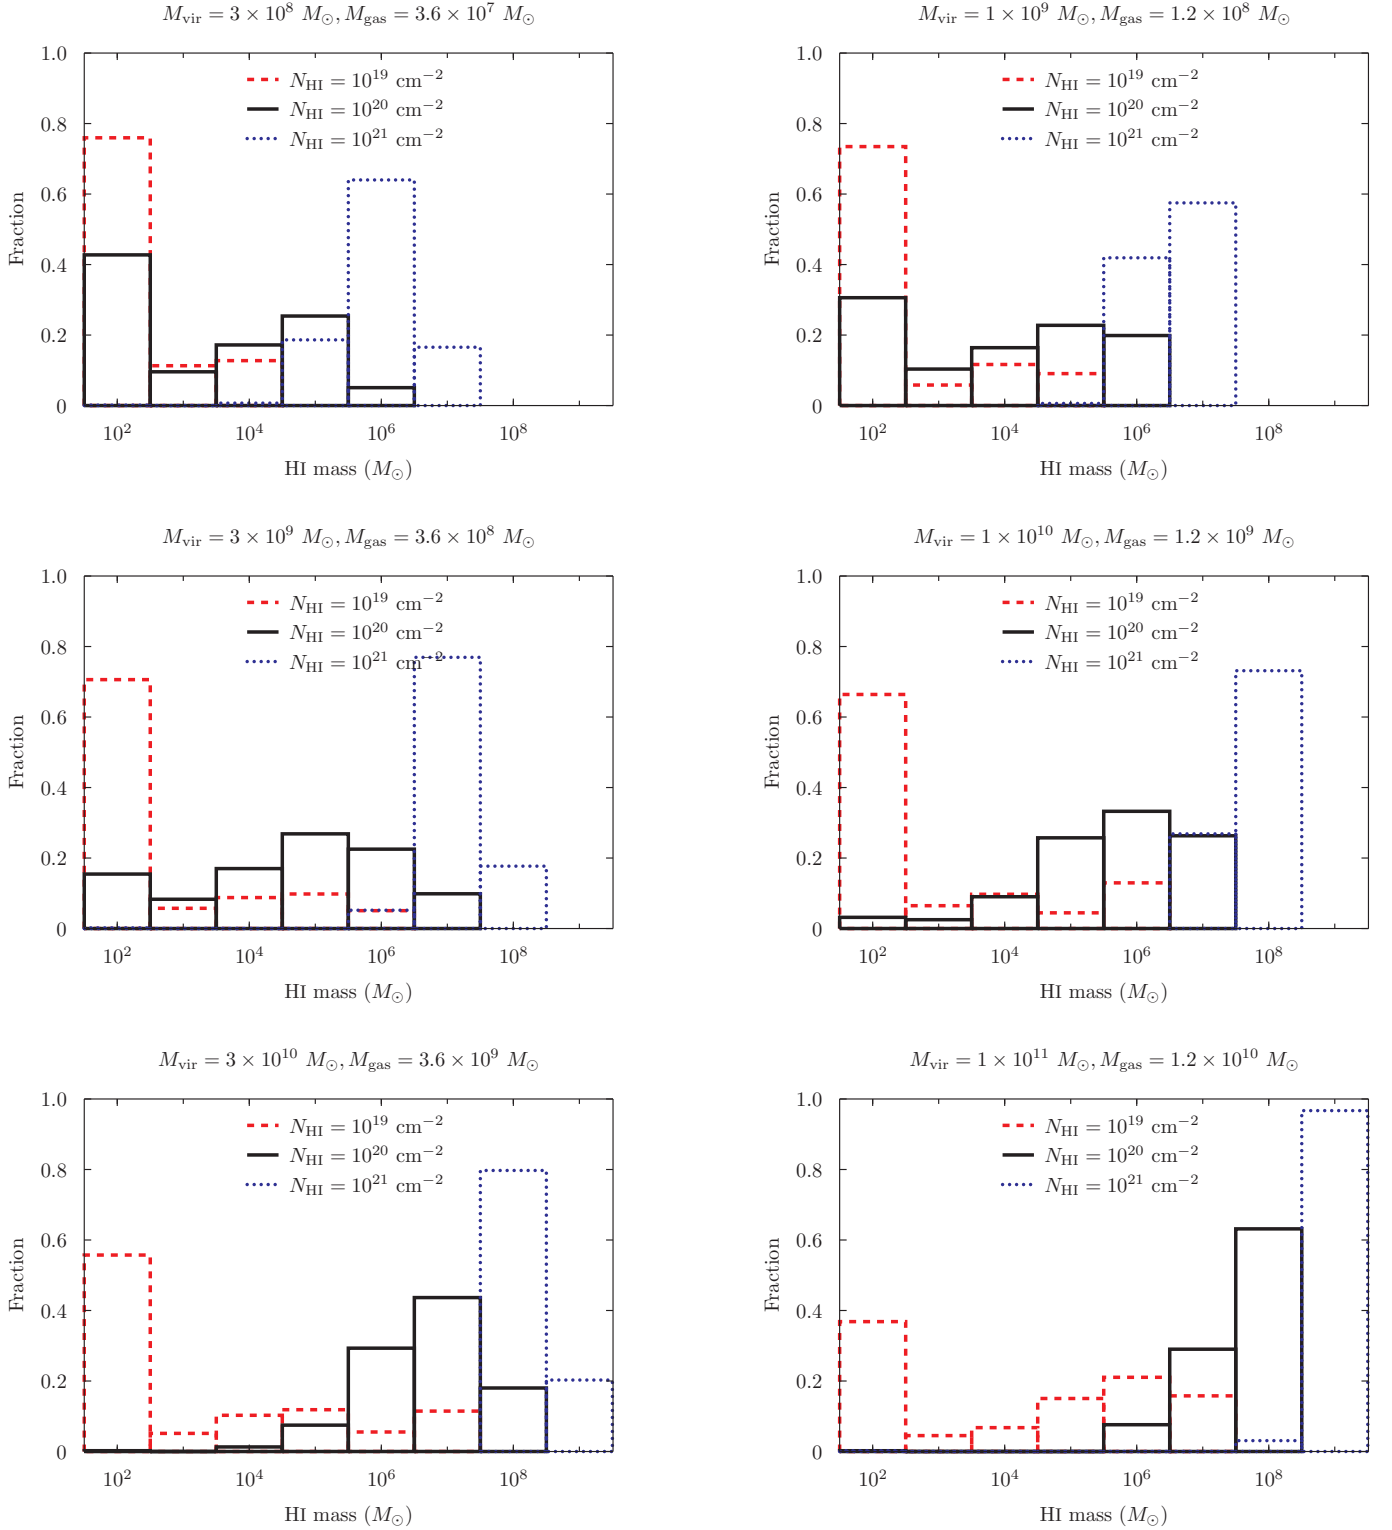 M_vir = 3 × 10^8 M_⊙, M_gas = 3.6 × 10^7 M_⊙
1.0
0.8
0.6
0.4
0.2
0
Fraction
N_HI = 10^19 cm^−2
N_HI = 10^20 cm^−2
N_HI = 10^21 cm^−2
10^2 10^4 10^6 10^8
HI mass (M_⊙)
M_vir = 1 × 10^9 M_⊙, M_gas = 1.2 × 10^8 M_⊙
1.0
0.8
0.6
0.4
0.2
0
Fraction
N_HI = 10^19 cm^−2
N_HI = 10^20 cm^−2
N_HI = 10^21 cm^−2
10^2 10^4 10^6 10^8
HI mass (M_⊙)
M_vir = 3 × 10^9 M_⊙, M_gas = 3.6 × 10^8 M_⊙
1.0
0.8
0.6
0.4
0.2
0
Fraction
N_HI = 10^19 cm^−2
N_HI = 10^20 cm^−2
N_HI = 10^21 cm^−2
10^2 10^4 10^6 10^8
HI mass (M_⊙)
M_vir = 1 × 10^10 M_⊙, M_gas = 1.2 × 10^9 M_⊙
1.0
0.8
0.6
0.4
0.2
0
Fraction
N_HI = 10^19 cm^−2
N_HI = 10^20 cm^−2
N_HI = 10^21 cm^−2
10^2 10^4 10^6 10^8
HI mass (M_⊙)
M_vir = 3 × 10^10 M_⊙, M_gas = 3.6 × 10^9 M_⊙
1.0
0.8
0.6
0.4
0.2
0
Fraction
N_HI = 10^19 cm^−2
N_HI = 10^20 cm^−2
N_HI = 10^21 cm^−2
10^2 10^4 10^6 10^8
HI mass (M_⊙)
M_vir = 1 × 10^11 M_⊙, M_gas = 1.2 × 10^10 M_⊙
1.0
0.8
0.6
0.4
0.2
0
Fraction
N_HI = 10^19 cm^−2
N_HI = 10^20 cm^−2
N_HI = 10^21 cm^−2
10^2 10^4 10^6 10^8
HI mass (M_⊙)